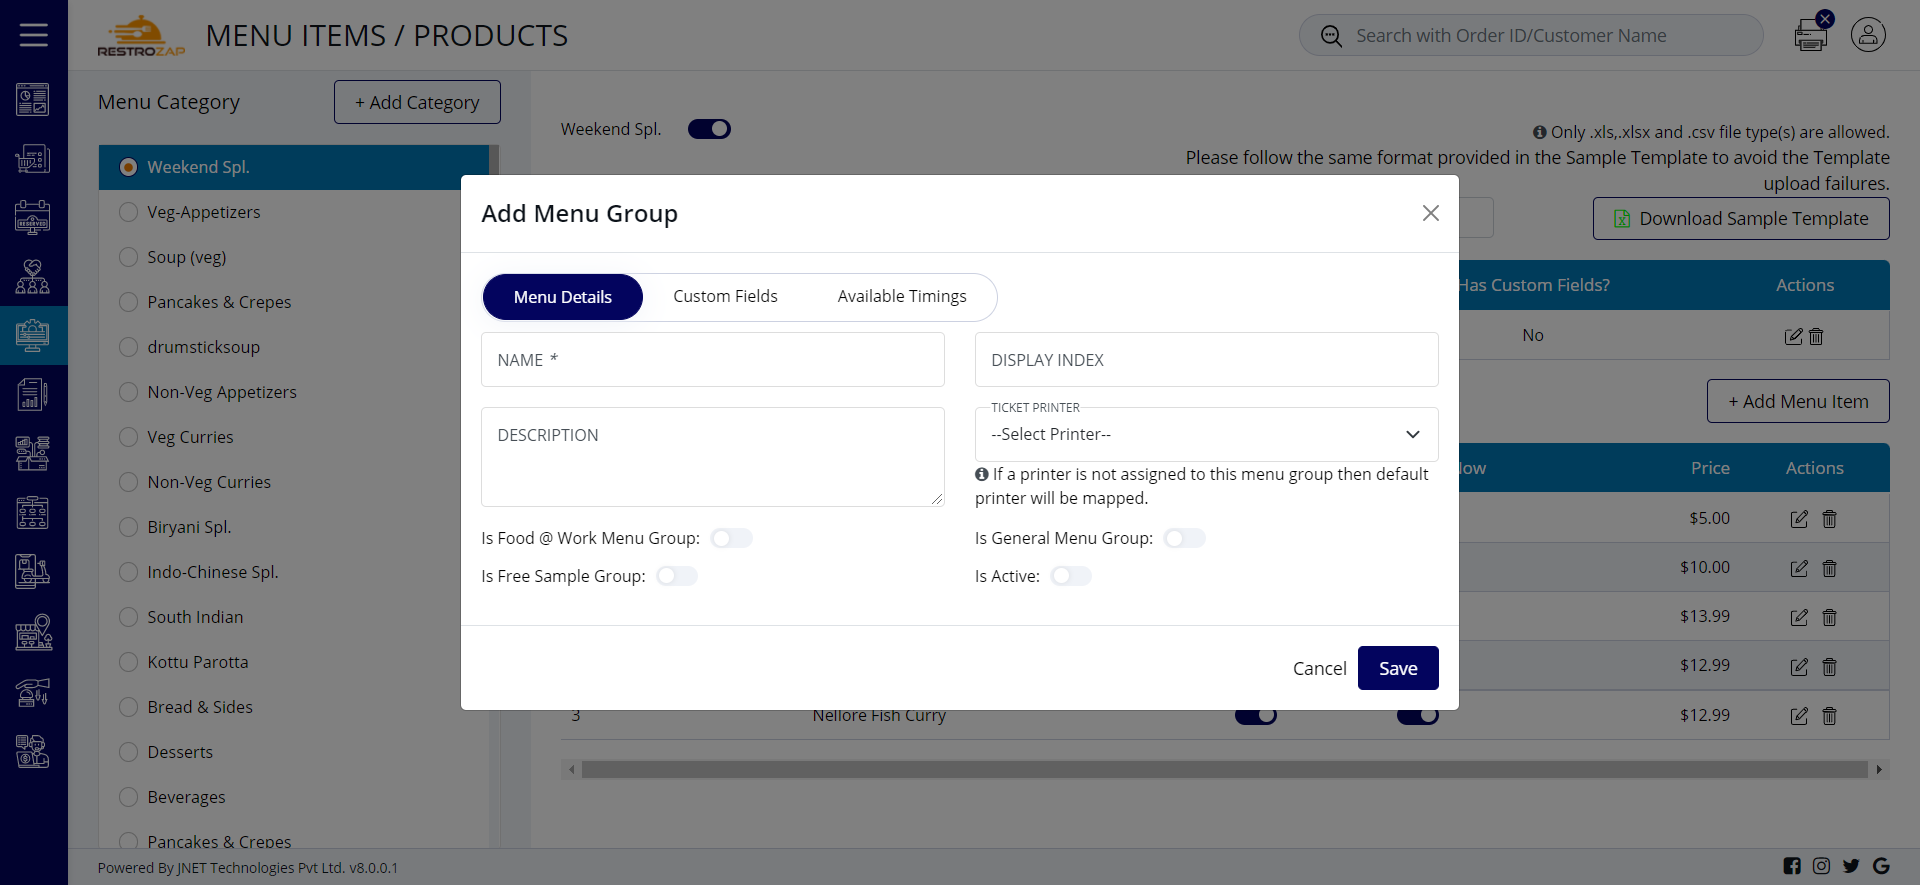 RESTROZAP
MENU ITEMS / PRODUCTS
Search with Order ID/Customer Name
Menu Category
+ Add Category
Weekend Spl.
Veg-Appetizers
Soup (veg)
Pancakes & Crepes
drumsticksoup
Non-Veg Appetizers
Veg Curries
Non-Veg Curries
Biryani Spl.
Indo-Chinese Spl.
South Indian
Kottu Parotta
Bread & Sides
Desserts
Beverages
Pancakes & Crepes
Weekend Spl.
Only .xls,.xlsx and .csv file type(s) are allowed.
Please follow the same format provided in the Sample Template to avoid the Template
upload failures.
Download Sample Template
Has Custom Fields? Actions
No
+ Add Menu Item
Price Actions
$5.00
$10.00
$13.99
$12.99
3 Nellore Fish Curry $12.99
Add Menu Group
Menu Details Custom Fields Available Timings
NAME *
DISPLAY INDEX
DESCRIPTION
TICKET PRINTER
--Select Printer--
If a printer is not assigned to this menu group then default
printer will be mapped.
Is Food @ Work Menu Group:
Is General Menu Group:
Is Free Sample Group:
Is Active:
Cancel
Save
Powered By JNET Technologies Pvt Ltd. v8.0.0.1